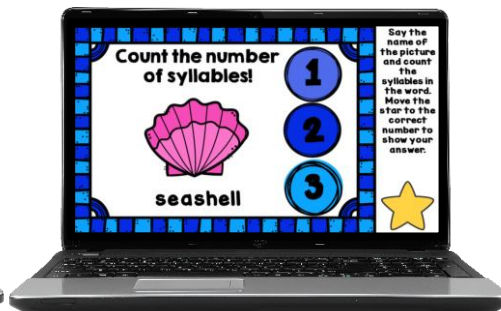 Count the number
of syllables!
1
2
3
seashell
Say the
name of
the picture
and count
the
syllables in
the word.
Move the
star to the
correct
number to
show your
answer.